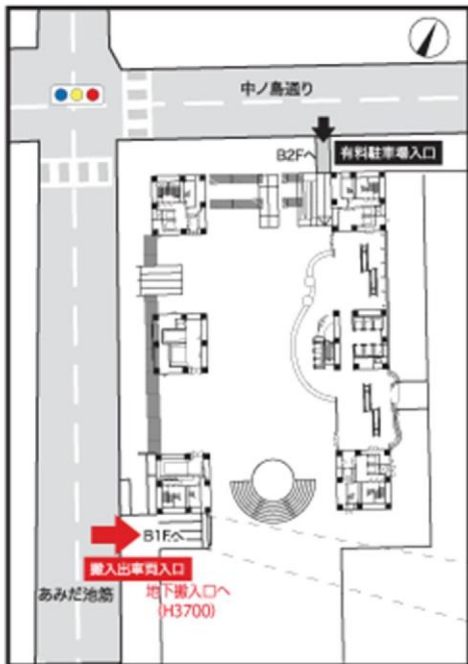 中ノ島通り
B2Fへ
有料駐車場入口
B1Fへ
搬入出車両入口
あみだ池筋
地下搬入口へ
(H3700)